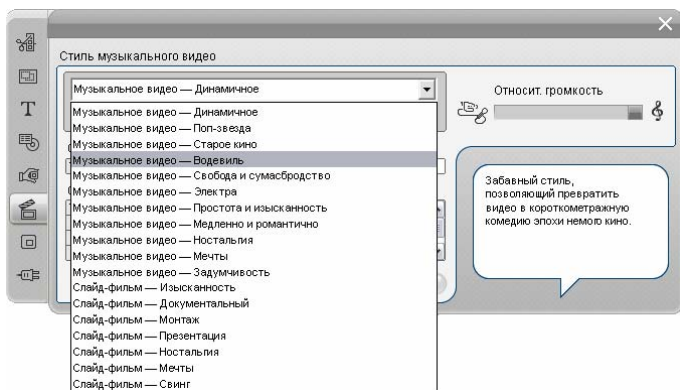 Стиль музыкального видео
Музыкальное видео — Динамичное
Относит. громкость
T
Музыкальное видео — Динамичное
Музыкальное видео — Поп-звезда
Музыкальное видео — Старое кино
Музыкальное видео — Водевиль
Музыкальное видео — Свобода и сумасбродство
Музыкальное видео — Электра
Музыкальное видео — Простота и изысканность
Музыкальное видео — Медленно и романтично
Музыкальное видео — Ностальгия
Музыкальное видео — Мечты
Музыкальное видео — Задумчивость
Слайд-фильм — Изысканность
Слайд-фильм — Документальный
Слайд-фильм — Монтаж
Слайд-фильм — Презентация
Слайд-фильм — Ностальгия
Слайд-фильм — Мечты
Слайд-фильм — Свинг
Забавный стиль,
позволяющий превратить
видео в короткометражную
комедию эпохи немого кино.